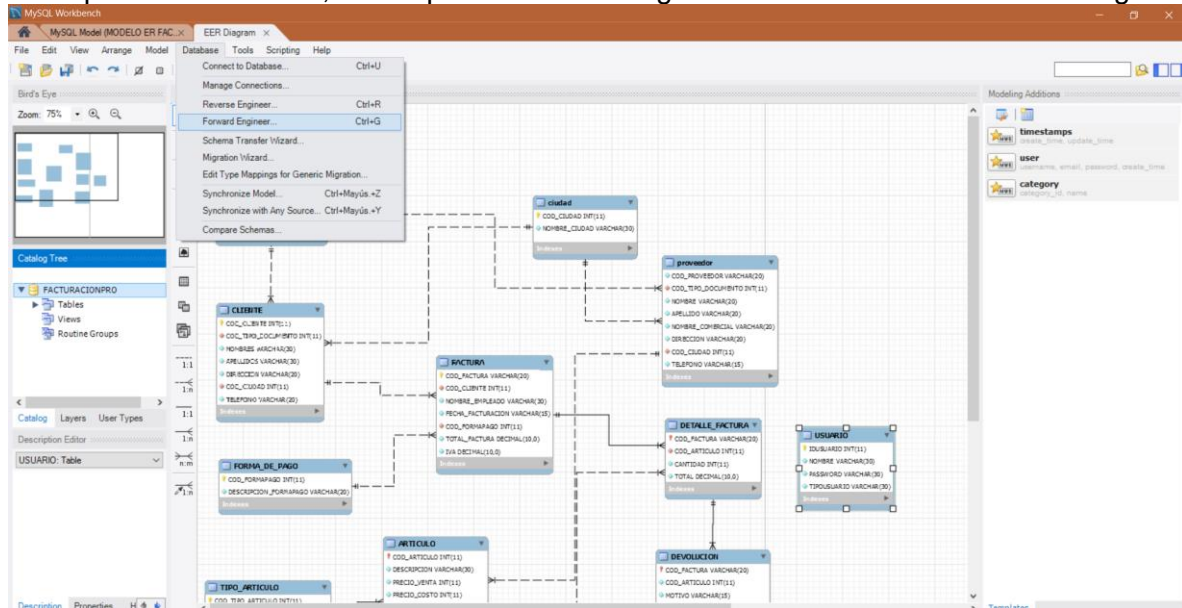 MySQL Workbench
MySQL Model (MODELO ER FAC... ×
EER Diagram ×
File Edit View Arrange Model Database Tools Scripting Help
Connect to Database... Ctrl+U
Manage Connections...
Reverse Engineer... Ctrl+R
Forward Engineer... Ctrl+G
Schema Transfer Wizard...
Migration Wizard...
Edit Type Mappings for Generic Migration...
Synchronize Model... Ctrl+Mayús.+Z
Synchronize with Any Source... Ctrl+Mayús.+Y
Compare Schemas...
Bird's Eye
Zoom: 75%
Catalog Tree
FACTURACIONPRO
Tables
Views
Routine Groups
Catalog Layers User Types
Description Editor
USUARIO: Table
Description Properties H
1:1
1:n
1:1
1:n
n:m
1:n
ciudad
COD_CIUDAD INT(11)
NOMBRE_CIUDAD VARCHAR(30)
Indexes
proveedor
COD_PROVEEDOR VARCHAR(20)
COD_TIPO_DOCUMENTO INT(11)
NOMBRE VARCHAR(20)
APELLIDO VARCHAR(20)
NOMBRE_COMERCIAL VARCHAR(20)
DIRECCION VARCHAR(20)
COD_CIUDAD INT(11)
TELEFONO VARCHAR(15)
Indexes
CLIENTE
NOMBRES VARCHAR(30)
APELLIDOS VARCHAR(30)
DIRECCION VARCHAR(20)
TELEFONO VARCHAR(20)
Indexes
FACTURA
COD_FACTURA VARCHAR(20)
COD_CLIENTE INT(11)
NOMBRE_EMPLEADO VARCHAR(30)
FECHA_FACTURACION VARCHAR(15)
COD_FORMAPAGO INT(11)
TOTAL_FACTURA DECIMAL(10,0)
IVA DECIMAL(10,0)
Indexes
FORMA_DE_PAGO
COD_FORMAPAGO INT(11)
DESCRIPCION_FORMAPAGO VARCHAR(20)
Indexes
DETALLE_FACTURA
COD_FACTURA VARCHAR(20)
COD_ARTICULO INT(11)
CANTIDAD INT(11)
TOTAL DECIMAL(10,0)
Indexes
USUARIO
IDUSUARIO INT(11)
NOMBRE VARCHAR(30)
PASSWORD VARCHAR(30)
TIPOUSUARIO VARCHAR(30)
Indexes
ARTICULO
COD_ARTICULO INT(11)
DESCRIPCION VARCHAR(30)
PRECIO_VENTA INT(11)
PRECIO_COSTO INT(11)
TIPO_ARTICULO
COD_TIPO_ARTICULO INT(11)
DEVOLUCION
COD_FACTURA VARCHAR(20)
COD_ARTICULO INT(11)
MOTIVO VARCHAR(15)
Modeling Additions
timestamps
create_time, update_time
user
username, email, password, create_time
category
category_id, name
Templates